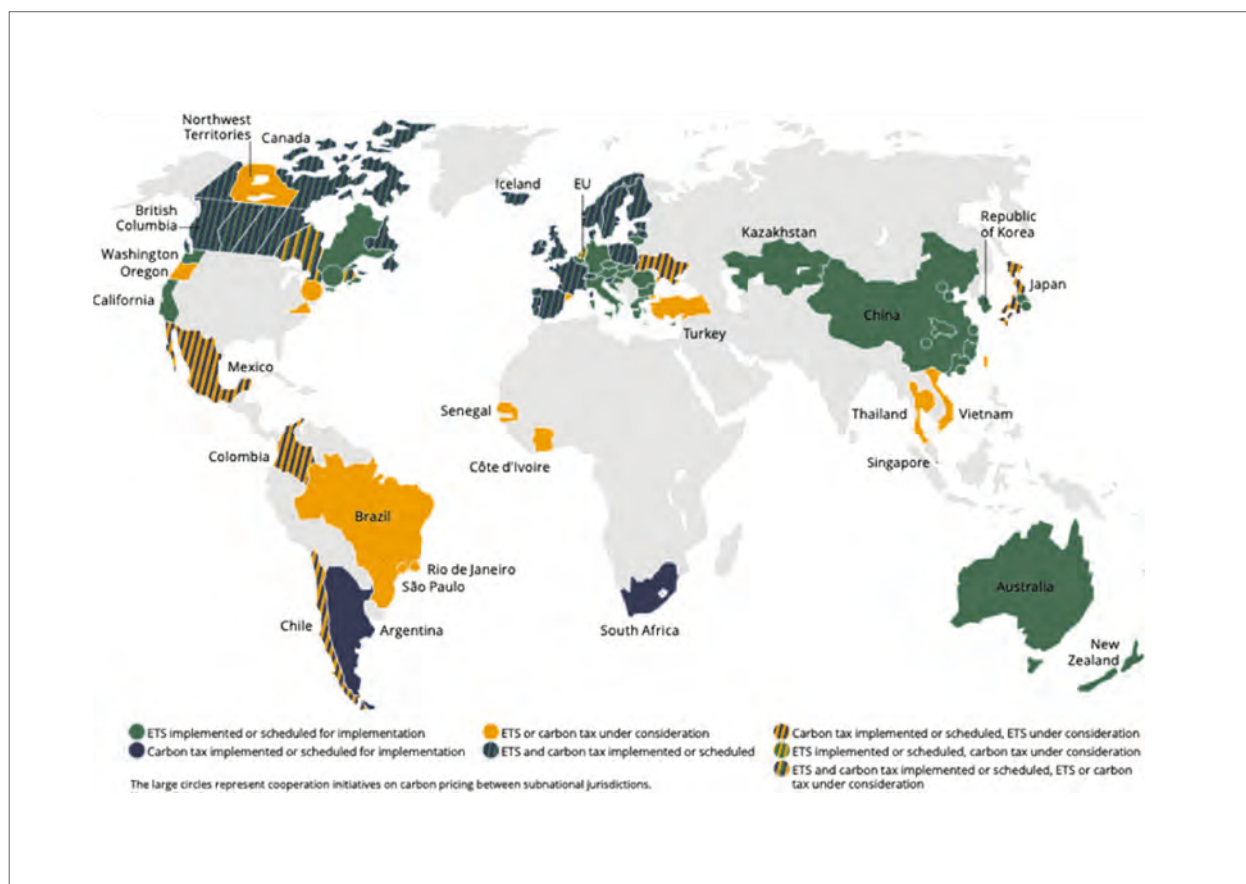 Northwest
Territories
Canada
Iceland
EU
British
Columbia
Kazakhstan
Republic
of Korea
Washington
Oregon
California
Japan
China
Turkey
Mexico
Senegal
Thailand
Vietnam
Colombia
Côte d'Ivoire
Singapore
Brazil
Rio de Janeiro
São Paulo
Australia
Chile
Argentina
South Africa
New
Zealand
ETS implemented or scheduled for implementation
Carbon tax implemented or scheduled for implementation
ETS or carbon tax under consideration
ETS and carbon tax implemented or scheduled
Carbon tax implemented or scheduled, ETS under consideration
ETS implemented or scheduled, carbon tax under consideration
ETS and carbon tax implemented or scheduled, ETS or carbon
tax under consideration
The large circles represent cooperation initiatives on carbon pricing between subnational jurisdictions.